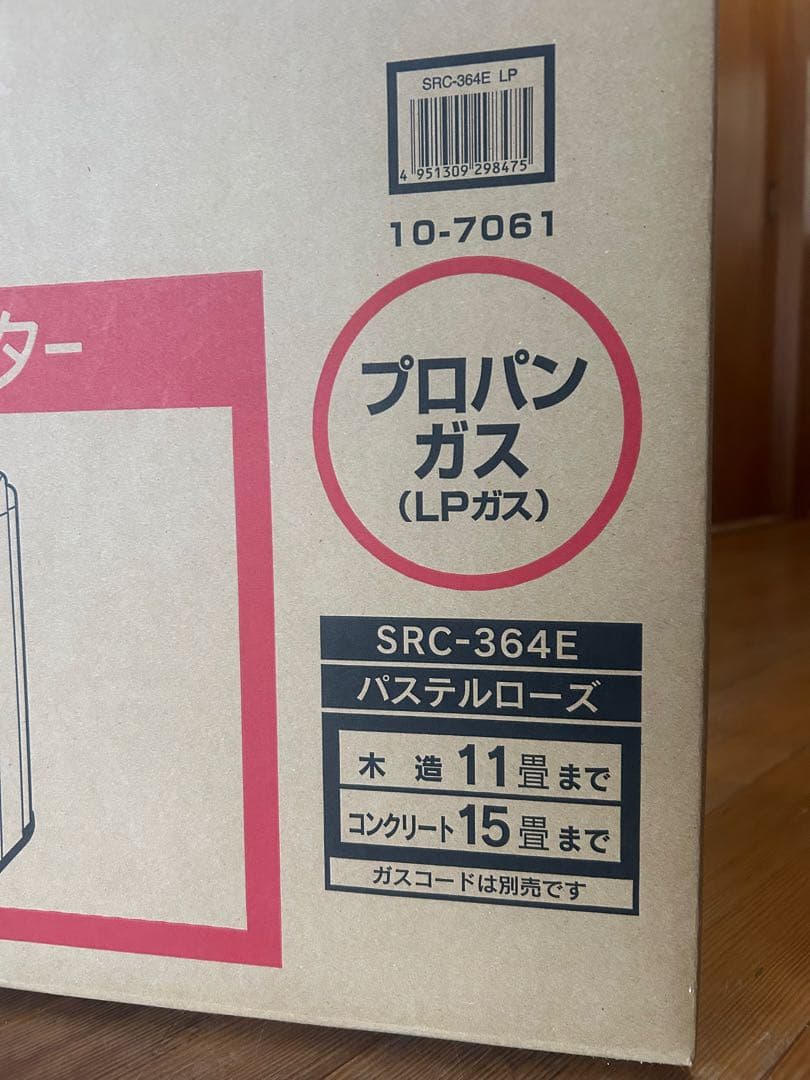 SRC-364E LP
4 951309 298475
10-7061
ター
プロパン
ガス
(LPガス)
SRC-364E
パステルローズ
木 造 11畳まで
コンクリート 15畳まで
ガスコードは別売です